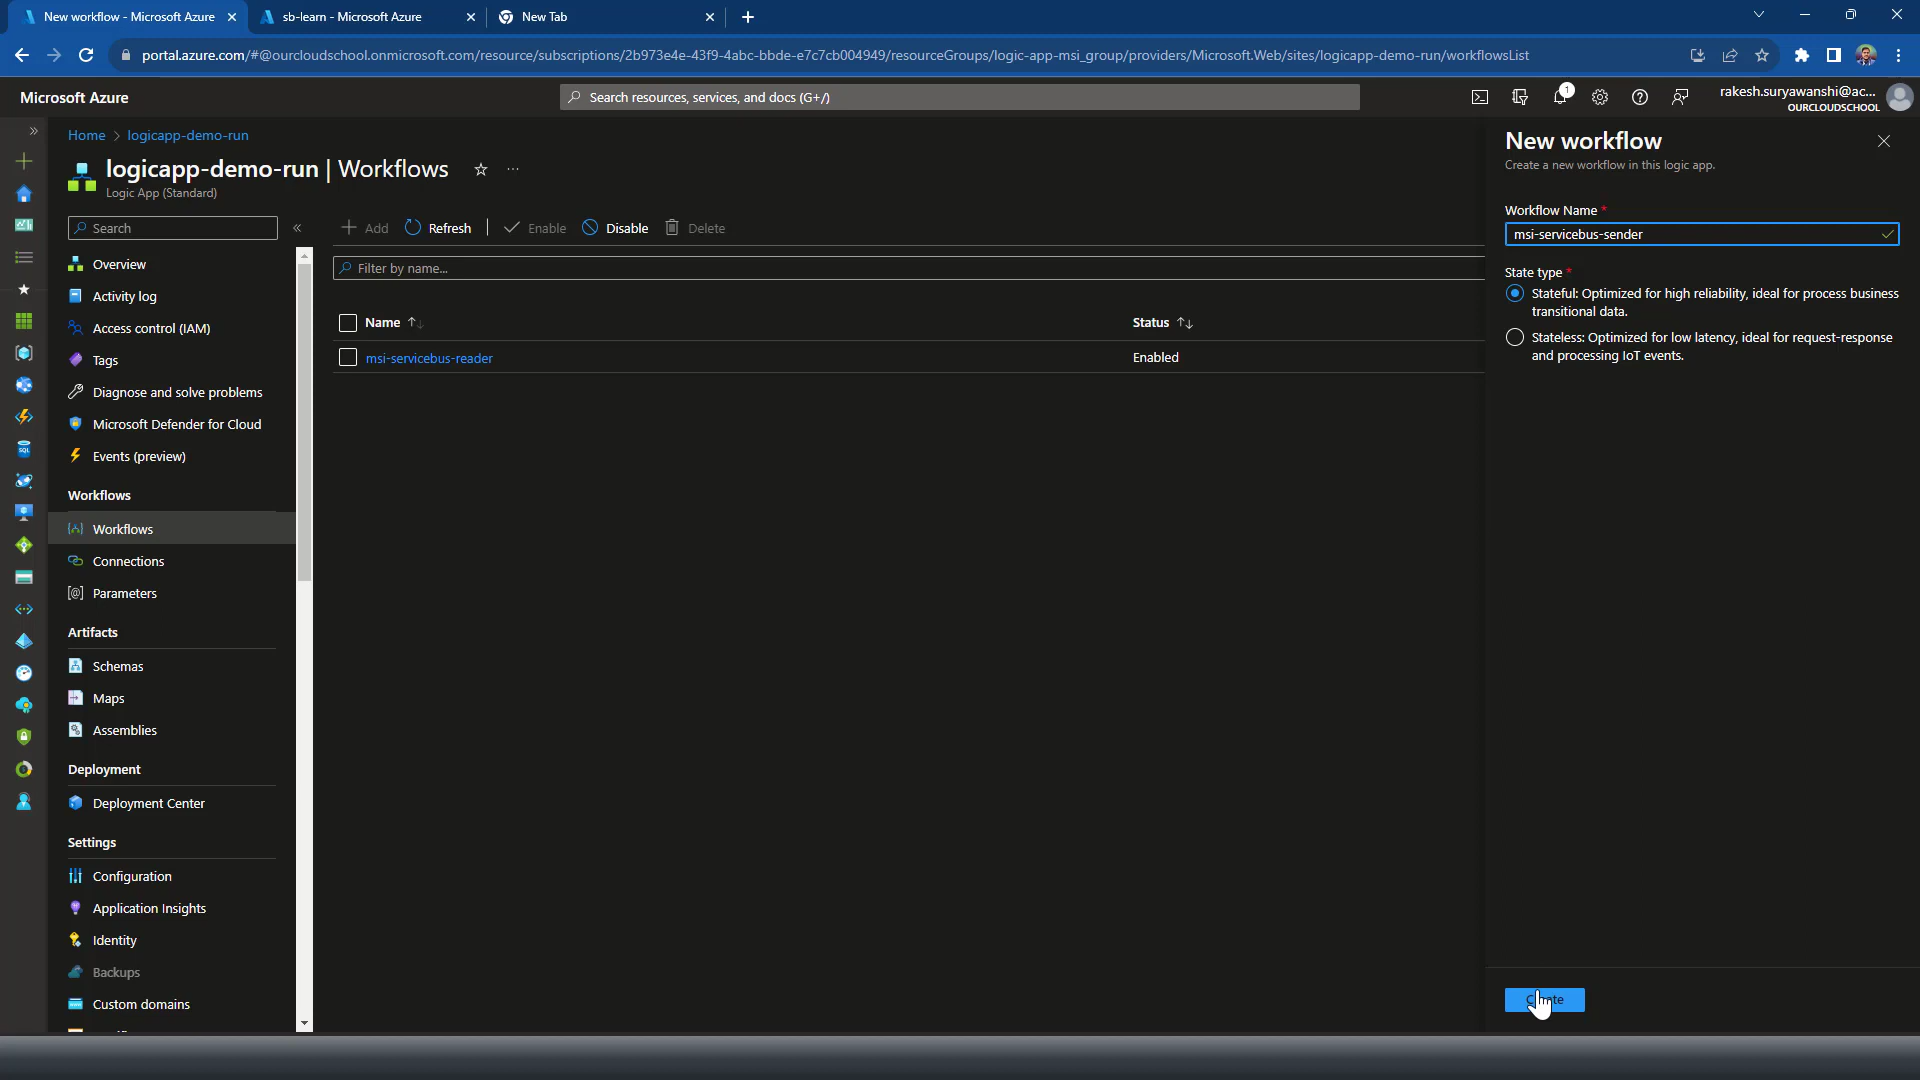 New workflow - Microsoft Azure
sb-learn - Microsoft Azure
New Tab
portal.azure.com/#@ourcloudschool.onmicrosoft.com/resource/subscriptions/2b973e4e-43f9-4abc-bbde-e7c7cb004949/resourceGroups/logic-app-msi_group/providers/Microsoft.Web/sites/logicapp-demo-run/workflowsList
Microsoft Azure
Search resources, services, and docs (G+/)
1
rakesh.suryawanshi@ac...
OURCLOUDSCHOOL
Home > logicapp-demo-run
logicapp-demo-run | Workflows
Logic App (Standard)
Search
Overview
Activity log
Access control (IAM)
Tags
Diagnose and solve problems
Microsoft Defender for Cloud
Events (preview)
Workflows
Workflows
Connections
Parameters
Artifacts
Schemas
Maps
Assemblies
Deployment
Deployment Center
Settings
Configuration
Application Insights
Identity
Backups
Custom domains
Add Refresh Enable Disable Delete
Filter by name...
Name Status
msi-servicebus-reader Enabled
New workflow
Create a new workflow in this logic app.
Workflow Name *
msi-servicebus-sender
State type *
Stateful: Optimized for high reliability, ideal for process business
transitional data.
Stateless: Optimized for low latency, ideal for request-response
and processing IoT events.